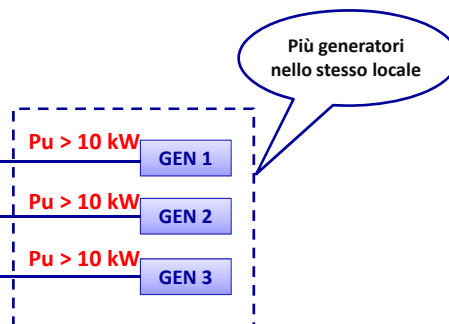 Più generatori
nello stesso locale
Pu > 10 kW
GEN 1
Pu > 10 kW
GEN 2
Pu > 10 kW
GEN 3